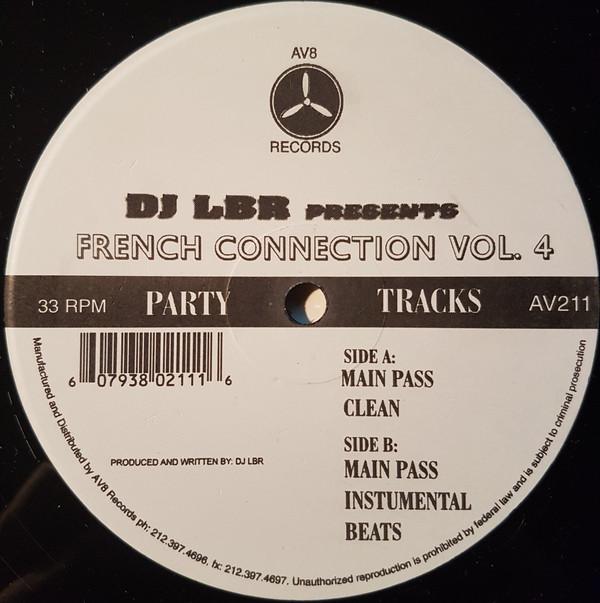 AV8
RECORDS
DJ LBR PRESENTS
FRENCH CONNECTION VOL. 4
33 RPM PARTY TRACKS AV211
6 07938 02111 6
SIDE A:
MAIN PASS
CLEAN
SIDE B:
MAIN PASS
INSTUMENTAL
BEATS
PRODUCED AND WRITTEN BY: DJ LBR
Manufactured and Distributed by AV8 Records ph: 212.397.4696, fx: 212.397.4697. Unauthorized reproduction is prohibited by federal law and is subject to criminal prosecution